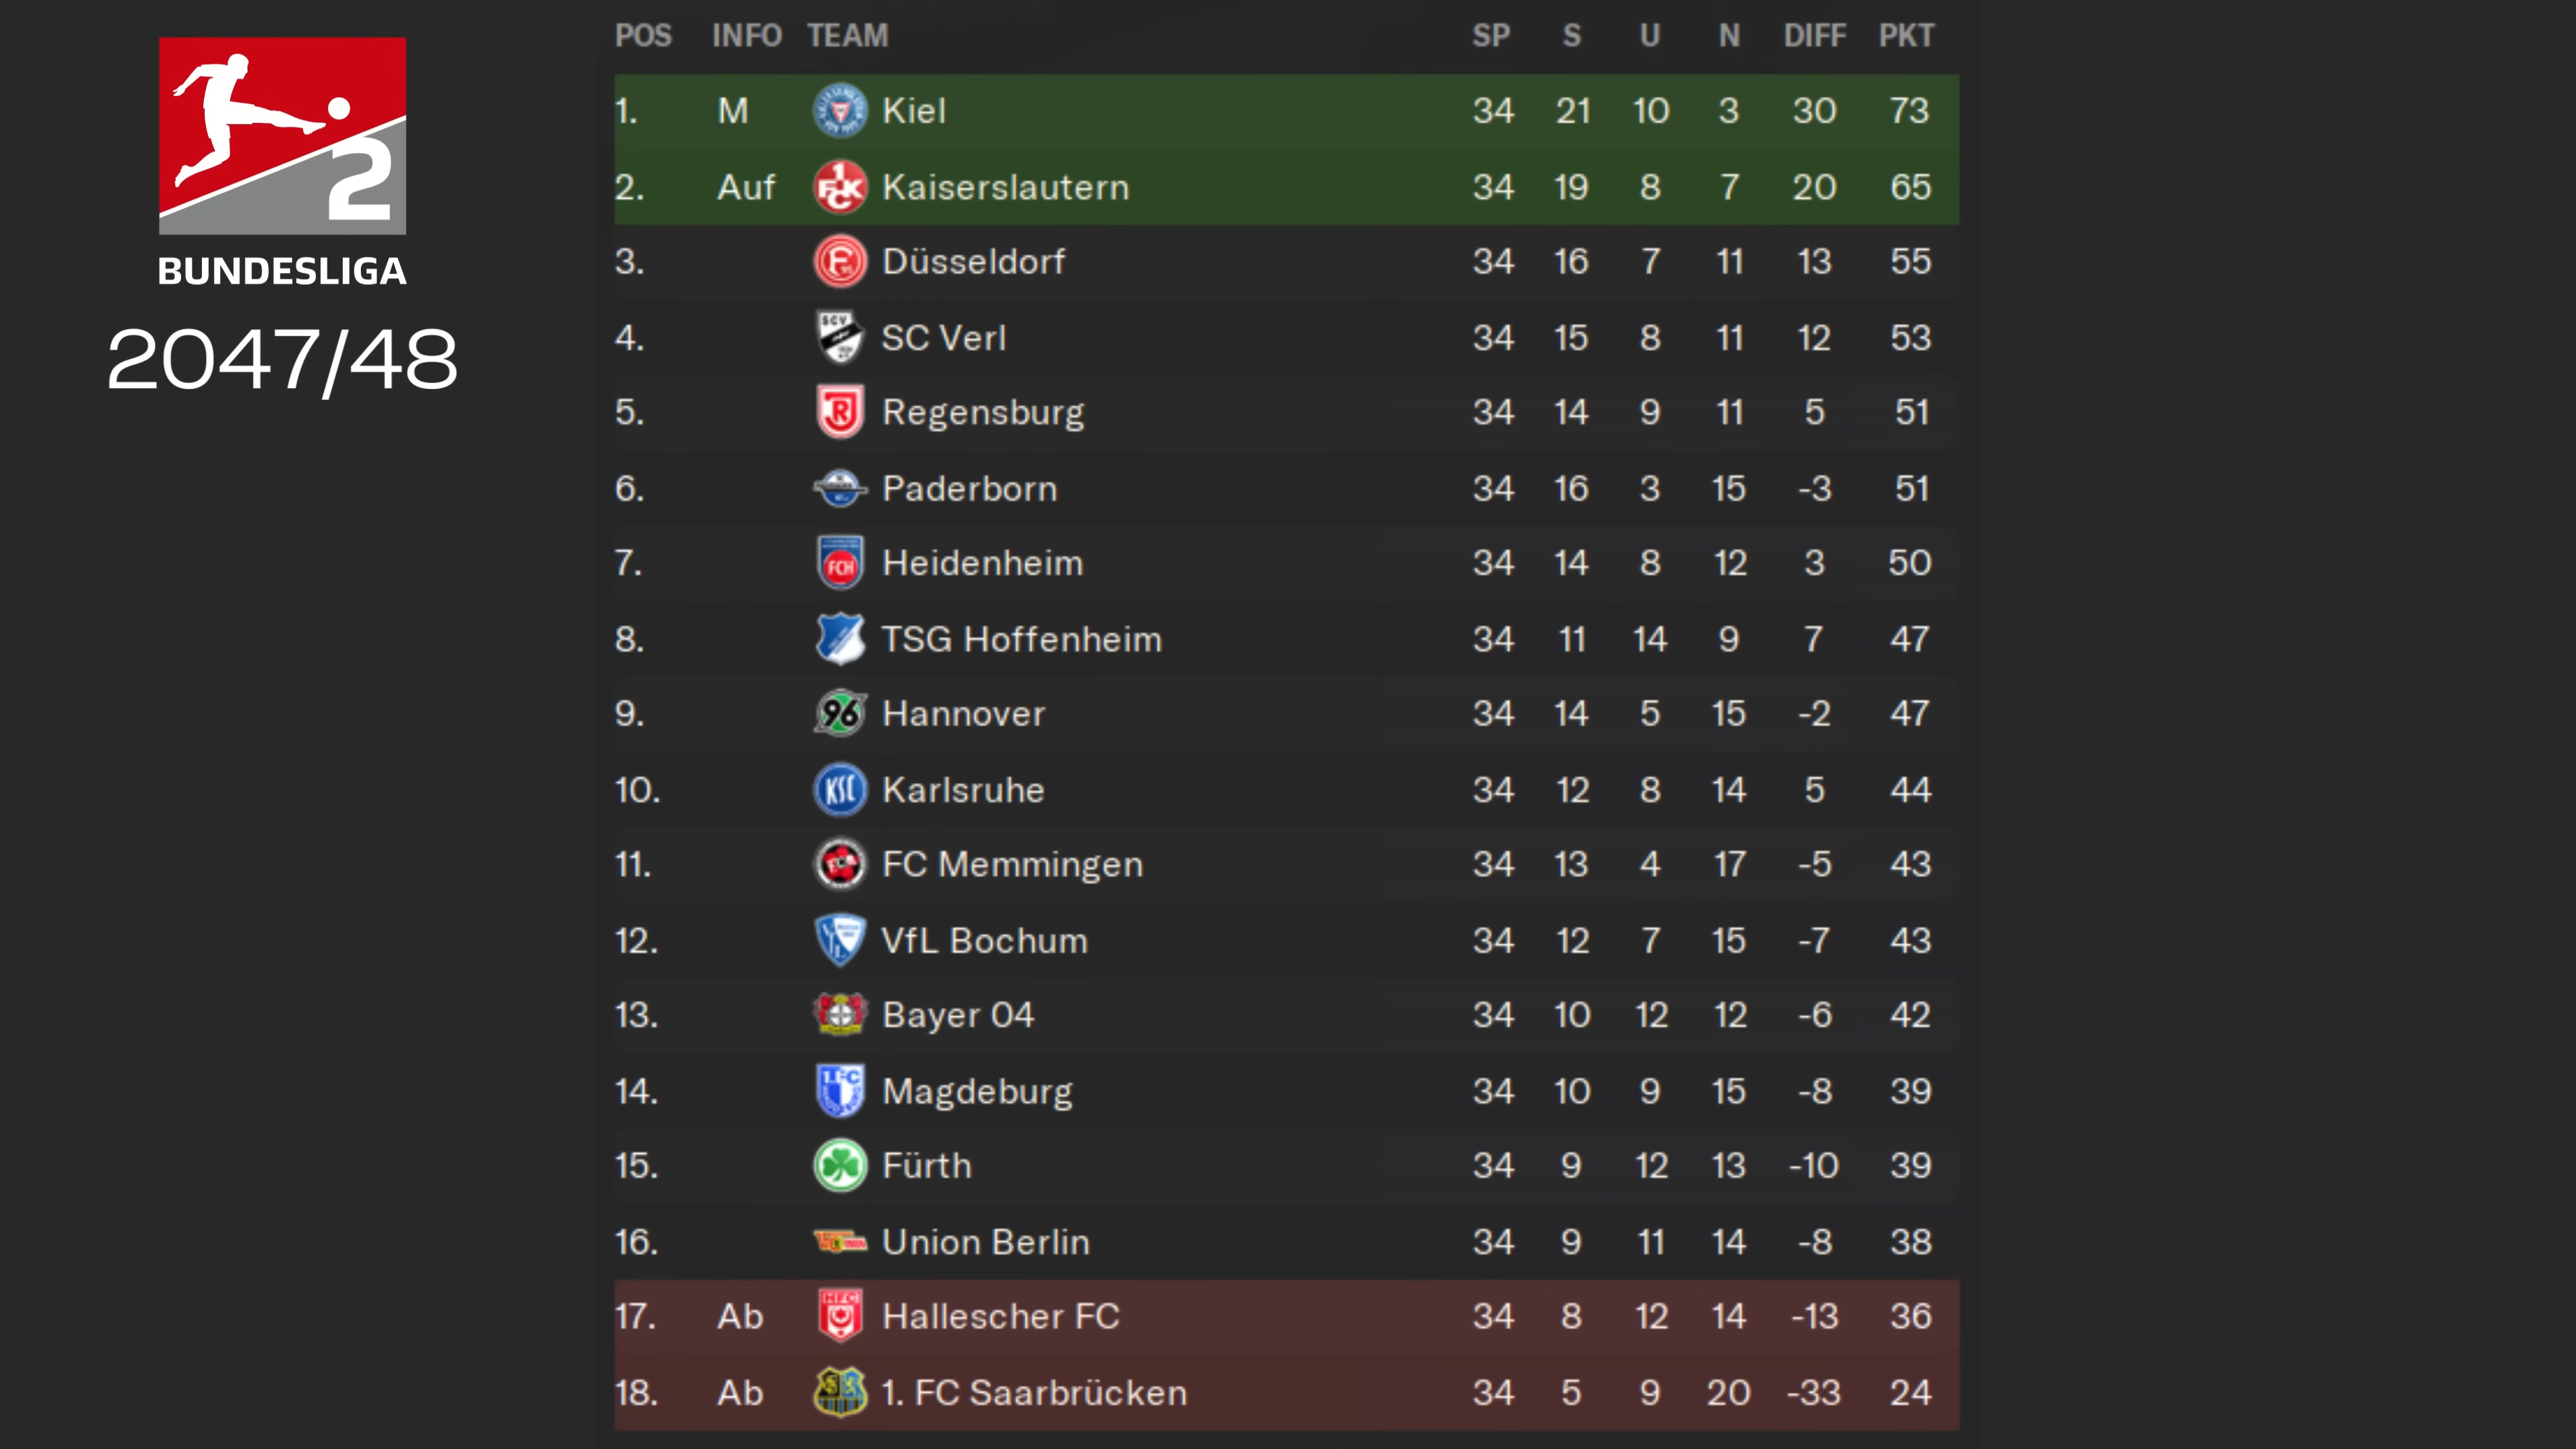 2
BUNDESLIGA
2047/48
POS INFO TEAM SP S U N DIFF PKT
1. M Kiel 34 21 10 3 30 73
2. Auf Kaiserslautern 34 19 8 7 20 65
3. Düsseldorf 34 16 7 11 13 55
4. SC Verl 34 15 8 11 12 53
5. Regensburg 34 14 9 11 5 51
6. Paderborn 34 16 3 15 -3 51
7. FCH Heidenheim 34 14 8 12 3 50
8. TSG Hoffenheim 34 11 14 9 7 47
9. 96 Hannover 34 14 5 15 -2 47
10. KSC Karlsruhe 34 12 8 14 5 44
11. FC Memmingen 34 13 4 17 -5 43
12. VfL Bochum 34 12 7 15 -7 43
13. Bayer 04 34 10 12 12 -6 42
14. Magdeburg 34 10 9 15 -8 39
15. Fürth 34 9 12 13 -10 39
16. Union Berlin 34 9 11 14 -8 38
17. Ab Hallescher FC 34 8 12 14 -13 36
18. Ab 1. FC Saarbrücken 34 5 9 20 -33 24